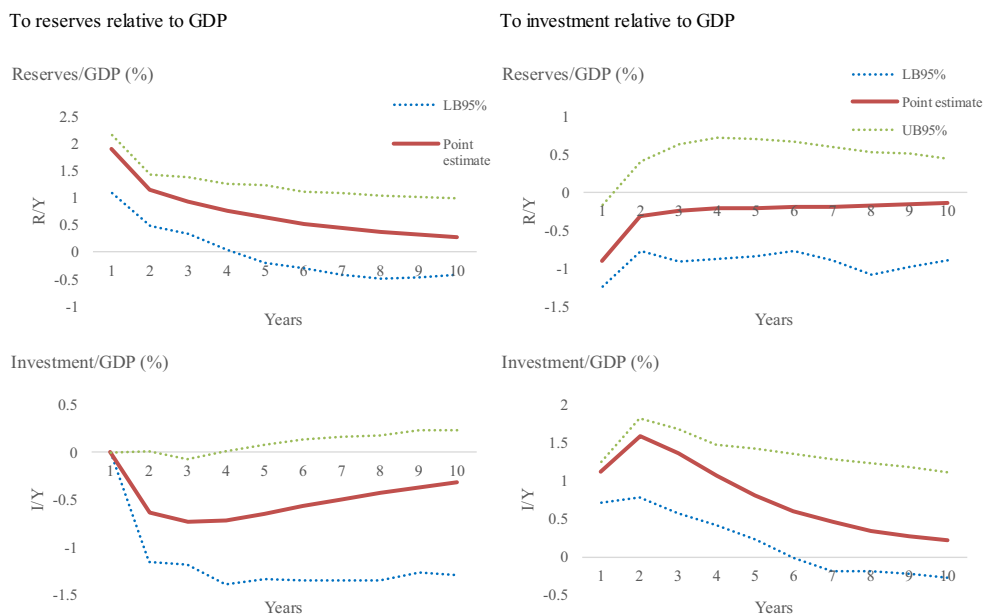 To reserves relative to GDP
To investment relative to GDP
Reserves/GDP (%)
LB95%
Point
estimate
2.5
2
1.5
1
0.5
0
-0.5
-1
R/Y
1 2 3 4 5 6 7 8 9 10
Years
Reserves/GDP (%)
LB95%
Point estimate
UB95%
1
0.5
0
-0.5
-1
-1.5
R/Y
1 2 3 4 5 6 7 8 9 10
Years
Investment/GDP (%)
0.5
0
-0.5
-1
-1.5
I/Y
1 2 3 4 5 6 7 8 9 10
Years
Investment/GDP (%)
2
1.5
1
0.5
0
-0.5
I/Y
1 2 3 4 5 6 7 8 9 10
Years